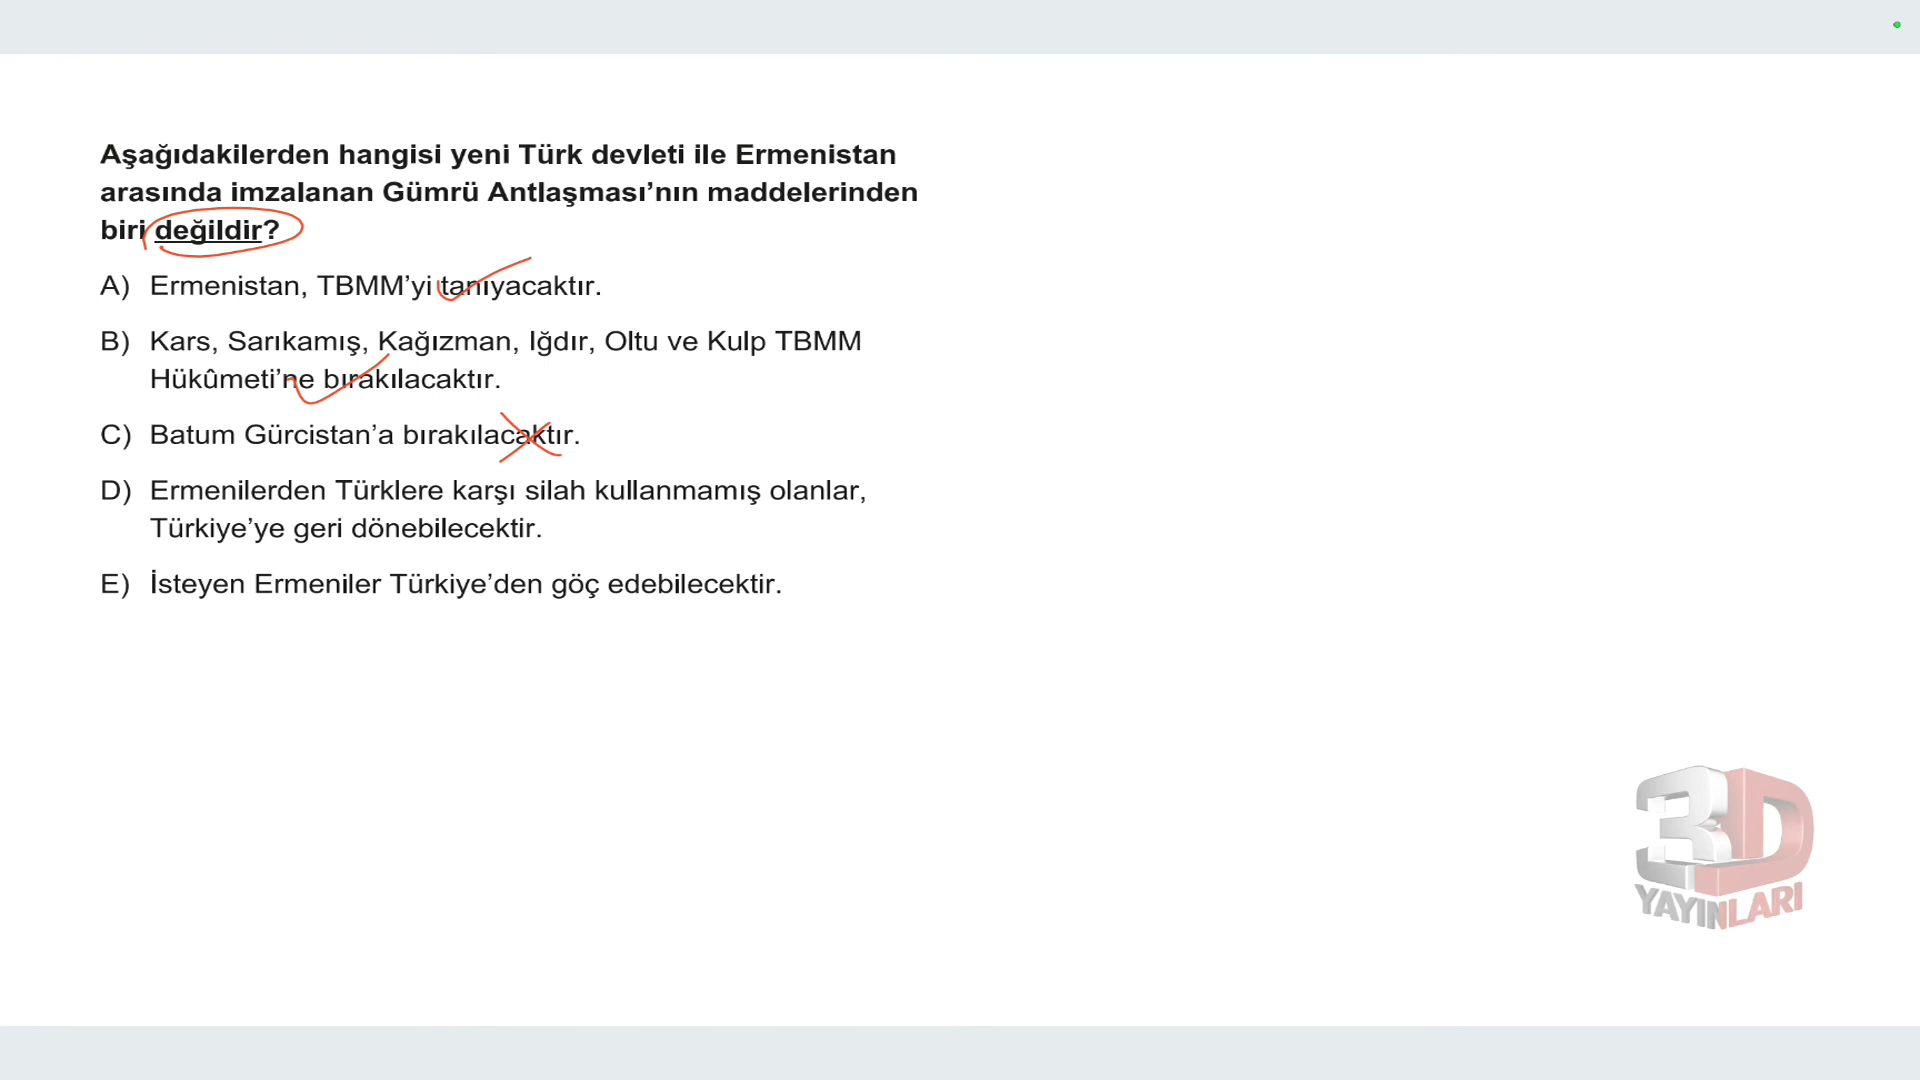 Aşağıdakilerden hangisi yeni Türk devleti ile Ermenistan
arasında imzalanan Gümrü Antlaşması’nın maddelerinden
biri değildir?
A) Ermenistan, TBMM’yi tanıyacaktır.
B) Kars, Sarıkamış, Kağızman, Iğdır, Oltu ve Kulp TBMM
Hükûmeti’ne bırakılacaktır.
C) Batum Gürcistan’a bırakılacaktır.
D) Ermenilerden Türklere karşı silah kullanmamış olanlar,
Türkiye’ye geri dönebilecektir.
E) İsteyen Ermeniler Türkiye’den göç edebilecektir.
3D
YAYINLARI